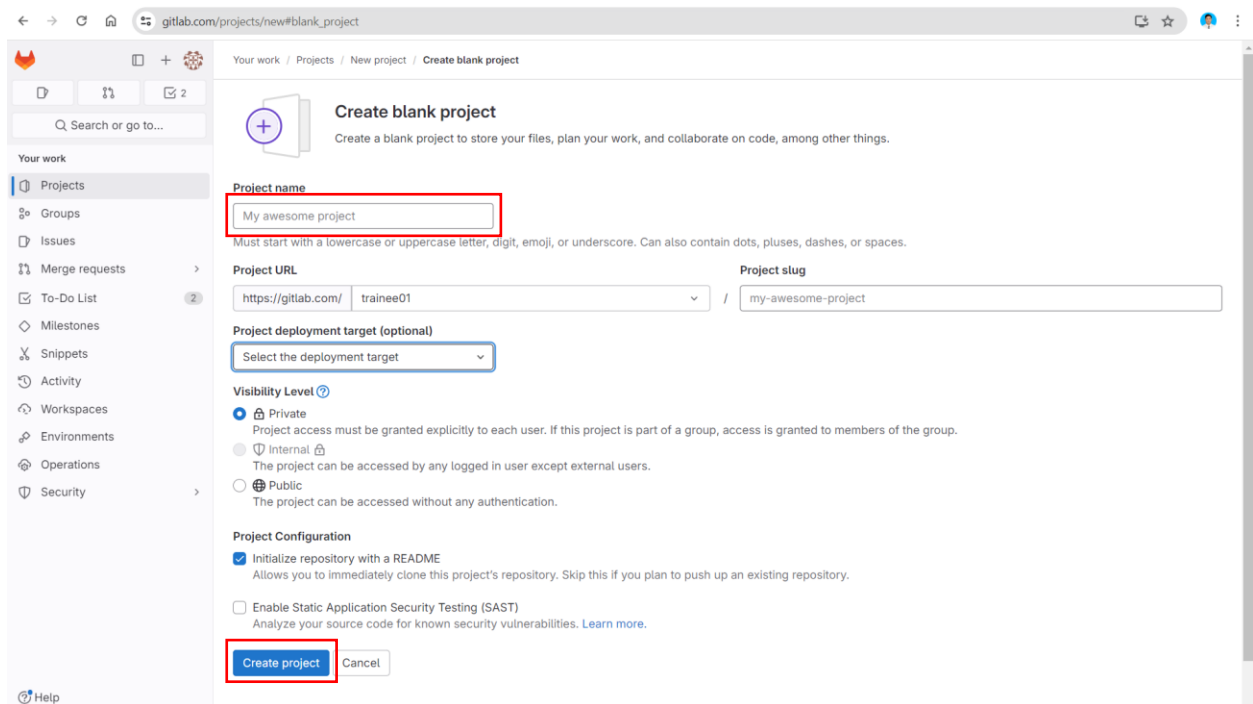 gitlab.com/projects/new#blank_project
Your work / Projects / New project / Create blank project
2
Search or go to...
Your work
Projects
Groups
Issues
Merge requests
To-Do List 2
Milestones
Snippets
Activity
Workspaces
Environments
Operations
Security
Help
Create blank project
Create a blank project to store your files, plan your work, and collaborate on code, among other things.
Project name
My awesome project
Must start with a lowercase or uppercase letter, digit, emoji, or underscore. Can also contain dots, pluses, dashes, or spaces.
Project URL
Project slug
https://gitlab.com/ trainee01 / my-awesome-project
Project deployment target (optional)
Select the deployment target
Visibility Level ?
Private
Project access must be granted explicitly to each user. If this project is part of a group, access is granted to members of the group.
Internal
The project can be accessed by any logged in user except external users.
Public
The project can be accessed without any authentication.
Project Configuration
Initialize repository with a README
Allows you to immediately clone this project's repository. Skip this if you plan to push up an existing repository.
Enable Static Application Security Testing (SAST)
Analyze your source code for known security vulnerabilities. Learn more.
Create project Cancel